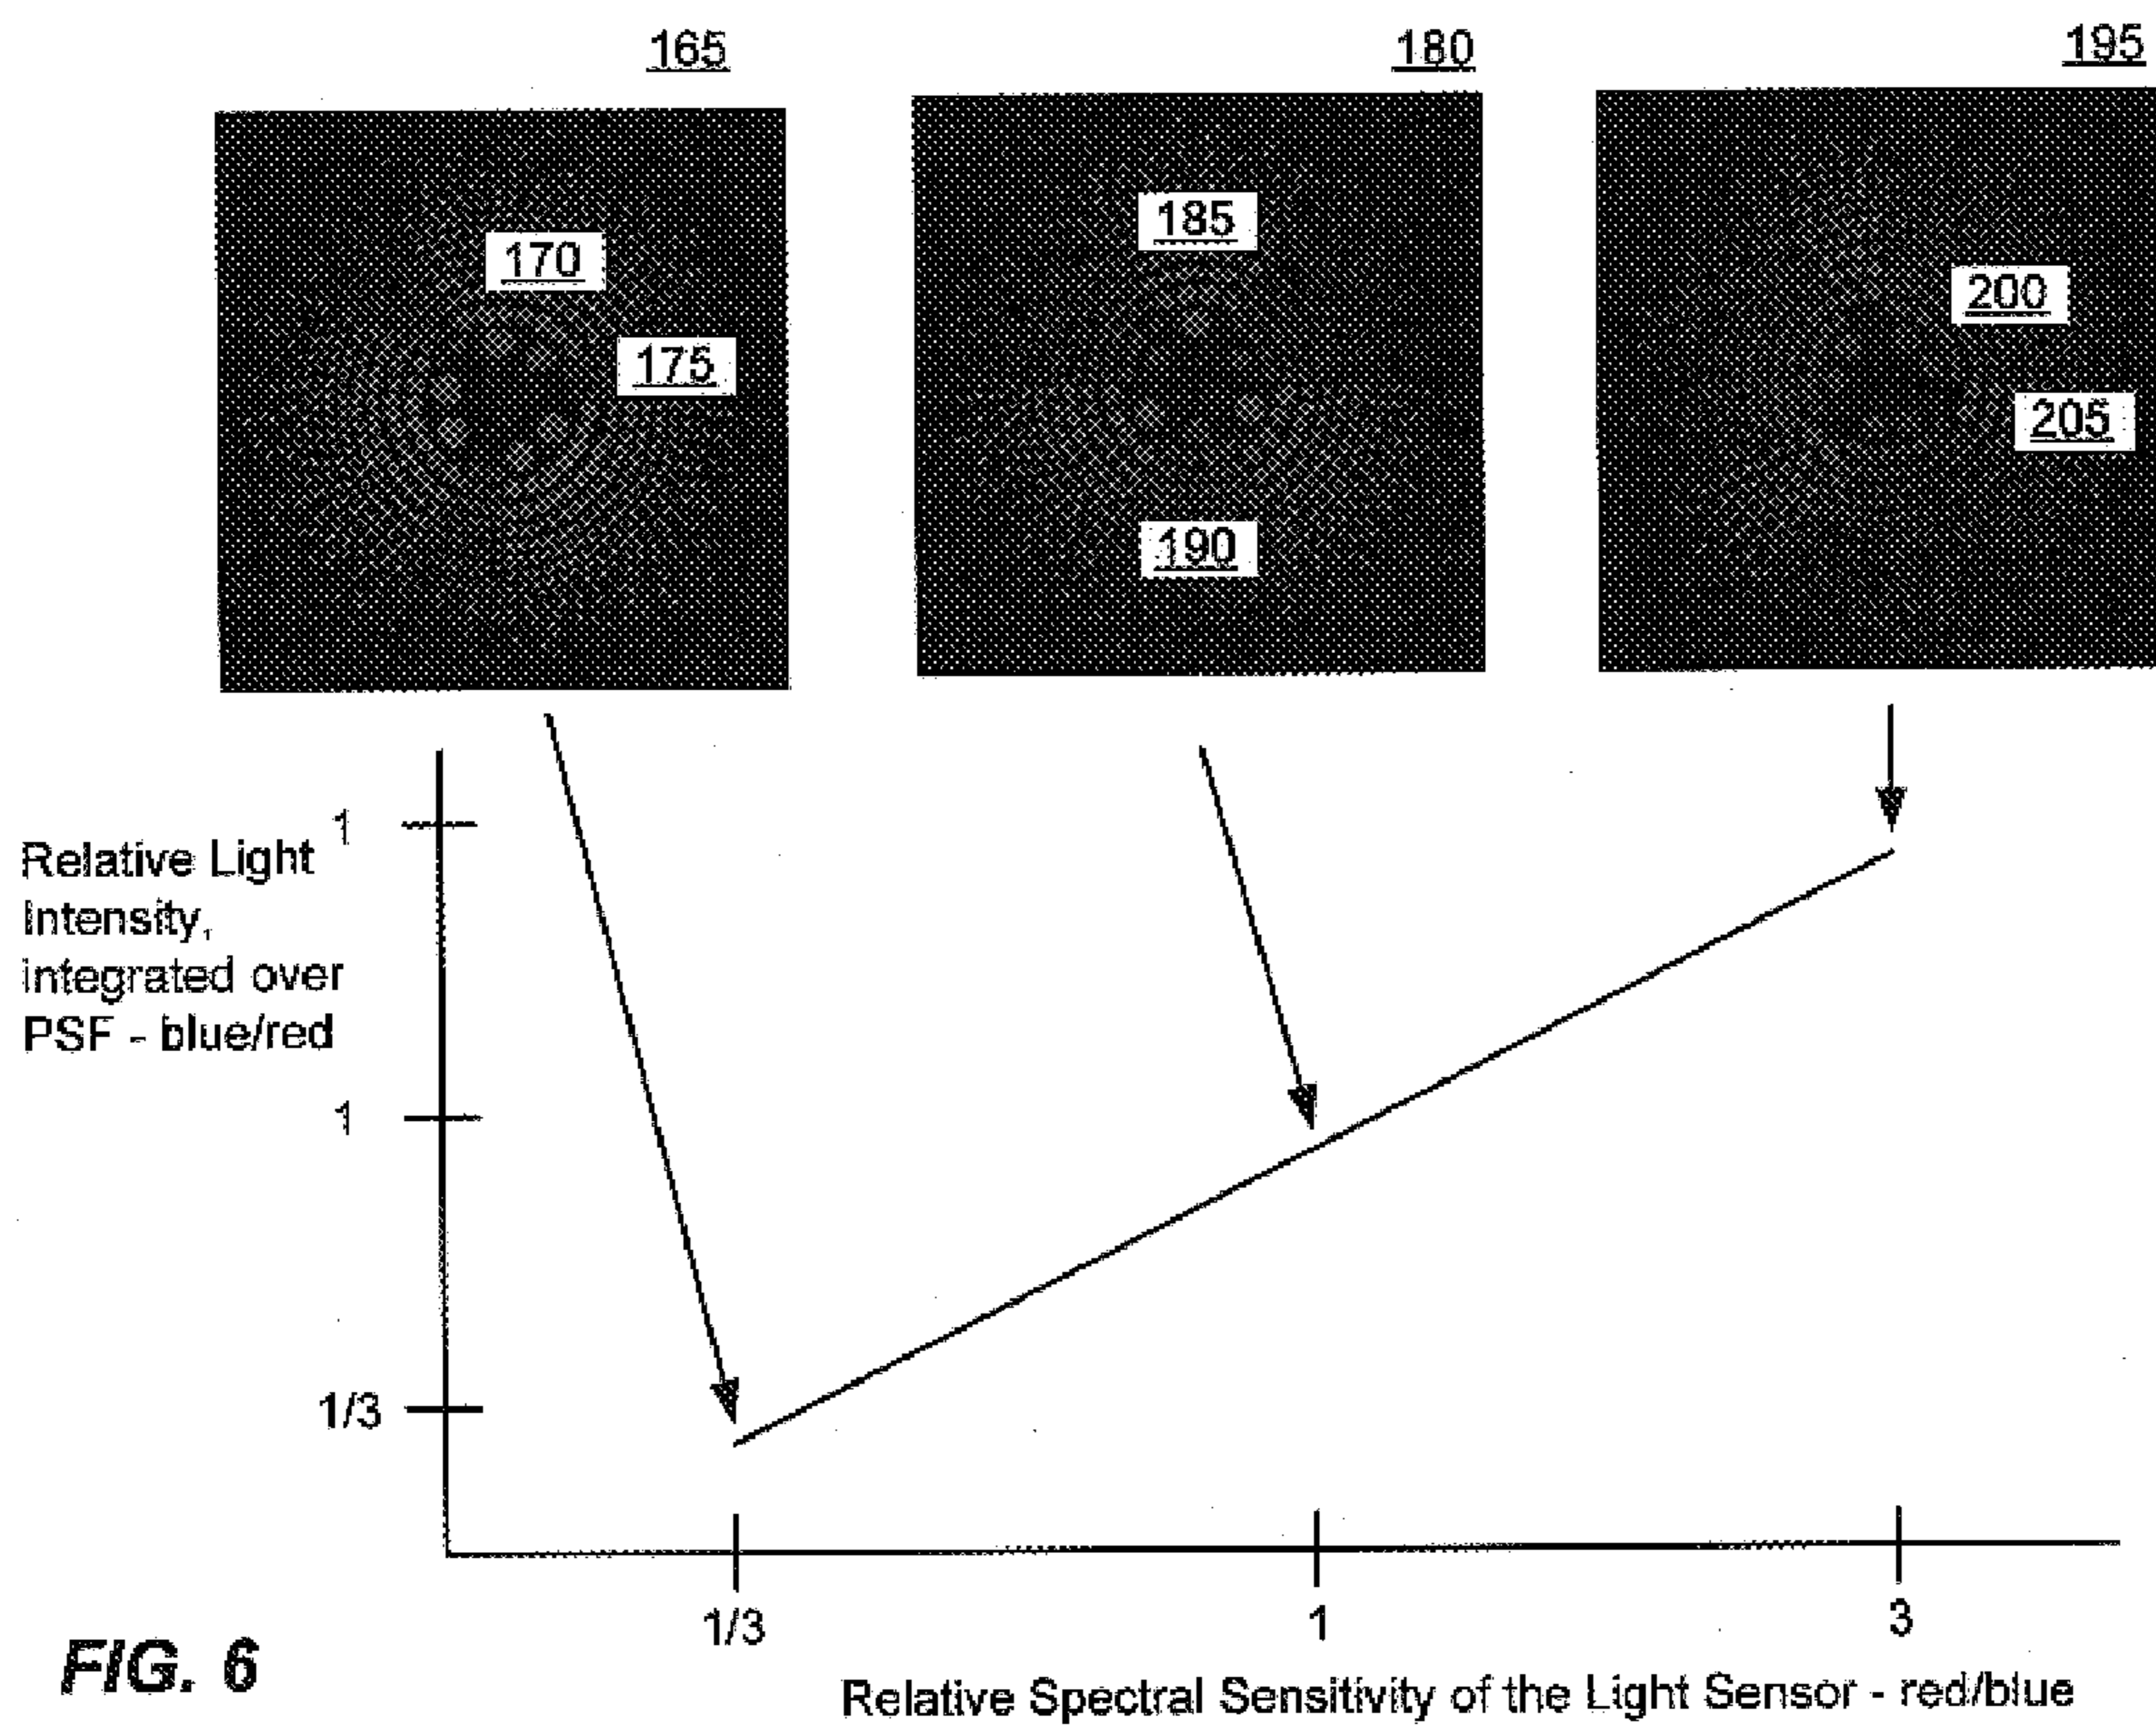 165
180
195
170
185
200
175
205
190
1
Relative Light
Intensity,
integrated over
PSF - blue/red
1
1/3
1/3
1
3
FIG. 6
Relative Spectral Sensitivity of the Light Sensor - red/blue